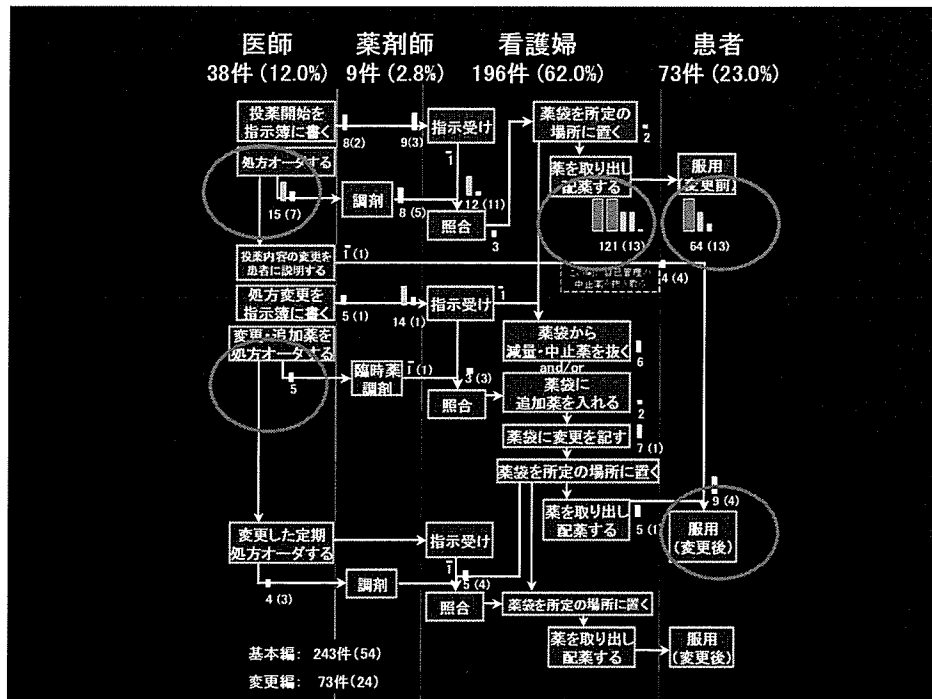 医師
薬剤師
看護婦
患者
38件 (12.0%)
9件 (2.8%)
196件 (62.0%)
73件 (23.0%)
投薬開始を
指示簿に書く
8(2)
9(3)
指示受け
1
薬袋を所定の
場所に置く
2
処方オーダする
15 (7)
調剤
8 (5)
12 (11)
照合
3
薬を取り出し
配薬する
121 (13)
服用
(変更前)
64 (13)
投薬内容の変更を
患者に説明する
1 (1)
4 (4)
中止薬
処方変更を
指示簿に書く
5 (1)
14 (1)
指示受け
1
変更・追加薬を
処方オーダする
5
臨時薬
調剤
1 (1)
3 (3)
照合
薬袋から
減量・中止薬を抜く
6
and/or
薬袋に
追加薬を入れる
2
薬袋に変更を記す
7 (1)
薬袋を所定の場所に置く
薬を取り出し
配薬する
5 (1)
9 (4)
服用
(変更後)
変更した定期
処方オーダする
4 (3)
指示受け
1
調剤
5 (4)
照合
薬袋を所定の場所に置く
薬を取り出し
配薬する
服用
(変更後)
基本編: 243件(54)
変更編: 73件(24)